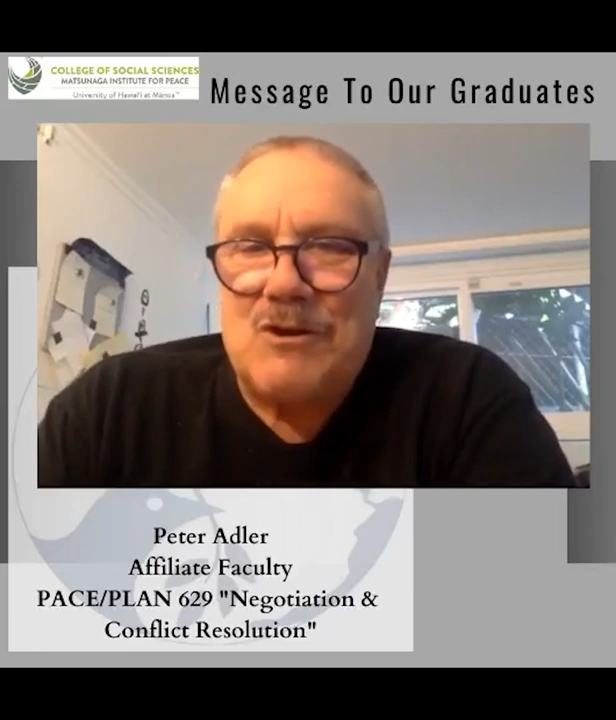 COLLEGE OF SOCIAL SCIENCES
MATSUNAGA INSTITUTE FOR PEACE
University of Hawai‘i at Mānoa™
Message To Our Graduates
Peter Adler
Affiliate Faculty
PACE/PLAN 629 "Negotiation &
Conflict Resolution"